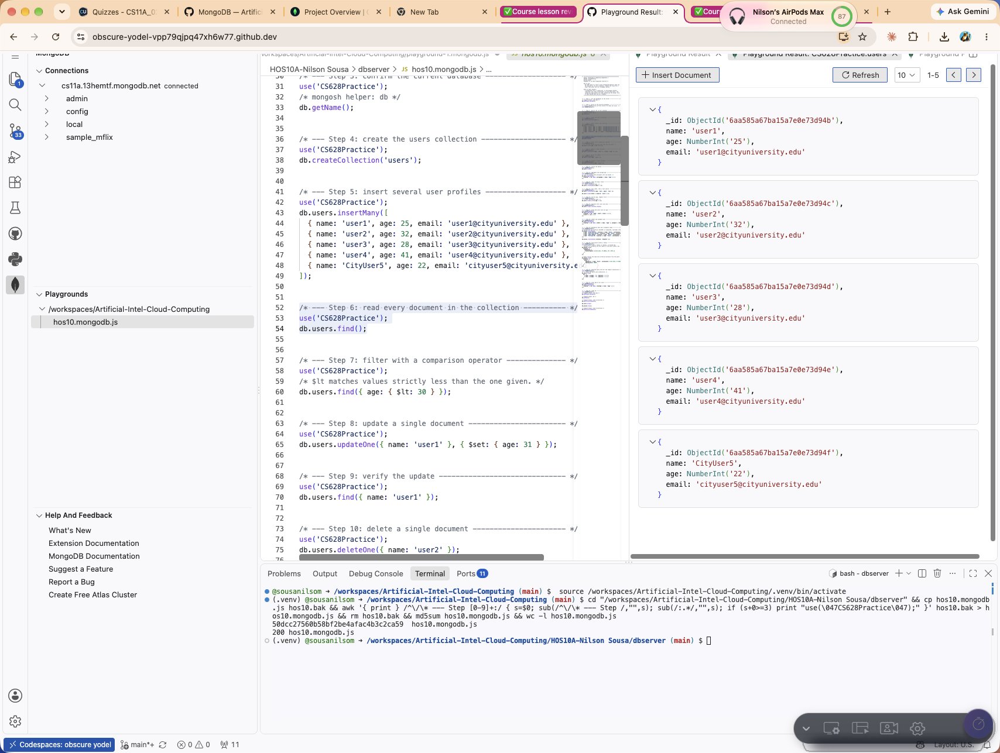 Quizzes - CS11A_0
MongoDB — Artific
Project Overview |
New Tab
✅Course lesson rev
Playground Result:
✅Cour
Nilson's AirPods Max
Connected
87
Ask Gemini
obscure-yodel-vpp79qjpq47xh6w77.github.dev
MongoDB
Connections
cs11a.13hemtf.mongodb.net connected
admin
config
local
sample_mflix
Playgrounds
/workspaces/Artificial-Intel-Cloud-Computing
hos10.mongodb.js
Help And Feedback
What's New
Extension Documentation
MongoDB Documentation
Suggest a Feature
Report a Bug
Create Free Atlas Cluster
1
33
workspaces/Artificial-Intel-Cloud-Computing/playground-1.mongodb.js
JS hos10.mongodb.js 6
HOS10A-Nilson Sousa > dbserver > JS hos10.mongodb.js > ...
30 /* --- Step 3: confirm the current database --------------------- */
31 use('CS628Practice');
32 /* mongosh helper: db */
33 db.getName();
34
35
36 /* --- Step 4: create the users collection --------------------- */
37 use('CS628Practice');
38 db.createCollection('users');
39
40
41 /* --- Step 5: insert several user profiles ------------------- */
42 use('CS628Practice');
43 db.users.insertMany([
44 { name: 'user1', age: 25, email: 'user1@cityuniversity.edu' },
45 { name: 'user2', age: 32, email: 'user2@cityuniversity.edu' },
46 { name: 'user3', age: 28, email: 'user3@cityuniversity.edu' },
47 { name: 'user4', age: 41, email: 'user4@cityuniversity.edu' },
48 { name: 'CityUser5', age: 22, email: 'cityuser5@cityuniversity.e
49 ]);
50
51
52 /* --- Step 6: read every document in the collection ---------- */
53 use('CS628Practice');
54 db.users.find();
55
56
57 /* --- Step 7: filter with a comparison operator -------------- */
58 use('CS628Practice');
59 /* $lt matches values strictly less than the one given. */
60 db.users.find({ age: { $lt: 30 } });
61
62
63 /* --- Step 8: update a single document ----------------------- */
64 use('CS628Practice');
65 db.users.updateOne({ name: 'user1' }, { $set: { age: 31 } });
66
67
68 /* --- Step 9: verify the update ------------------------------ */
69 use('CS628Practice');
70 db.users.find({ name: 'user1' });
71
72
73 /* --- Step 10: delete a single document ---------------------- */
74 use('CS628Practice');
75 db.users.deleteOne({ name: 'user2' });
76
Playground Result
Playground Result: CS628Practice.users
Playground R
+ Insert Document
Refresh
10
1-5
{
_id: ObjectId('6aa585a67ba15a7e0e73d94b'),
name: 'user1',
age: NumberInt('25'),
email: 'user1@cityuniversity.edu'
}
{
_id: ObjectId('6aa585a67ba15a7e0e73d94c'),
name: 'user2',
age: NumberInt('32'),
email: 'user2@cityuniversity.edu'
}
{
_id: ObjectId('6aa585a67ba15a7e0e73d94d'),
name: 'user3',
age: NumberInt('28'),
email: 'user3@cityuniversity.edu'
}
{
_id: ObjectId('6aa585a67ba15a7e0e73d94e'),
name: 'user4',
age: NumberInt('41'),
email: 'user4@cityuniversity.edu'
}
{
_id: ObjectId('6aa585a67ba15a7e0e73d94f'),
name: 'CityUser5',
age: NumberInt('22'),
email: 'cityuser5@cityuniversity.edu'
}
Problems Output Debug Console Terminal Ports 11
bash - dbserver
@sousanilsom → /workspaces/Artificial-Intel-Cloud-Computing (main) $ source /workspaces/Artificial-Intel-Cloud-Computing/.venv/bin/activate
(.venv) @sousanilsom → /workspaces/Artificial-Intel-Cloud-Computing (main) $ cd "/workspaces/Artificial-Intel-Cloud-Computing/HOS10A-Nilson Sousa/dbserver" && cp hos10.mongodb
.js hos10.bak && awk '{ print } /^\/\* --- Step [0-9]+:/ { s=$0; sub(/^\/\* --- Step /,"",s); sub(/:.*/,"",s); if (s+0>=3) print "use(\047CS628Practice\047);" }' hos10.bak > h
os10.mongodb.js && rm hos10.bak && md5sum hos10.mongodb.js && wc -l hos10.mongodb.js
50dcc27560b58bf2be4afac4b3c2ca59 hos10.mongodb.js
200 hos10.mongodb.js
(.venv) @sousanilsom → /workspaces/Artificial-Intel-Cloud-Computing/HOS10A-Nilson Sousa/dbserver (main) $
Codespaces: obscure yodel
main*+
0 0
11
Layout: U.S.